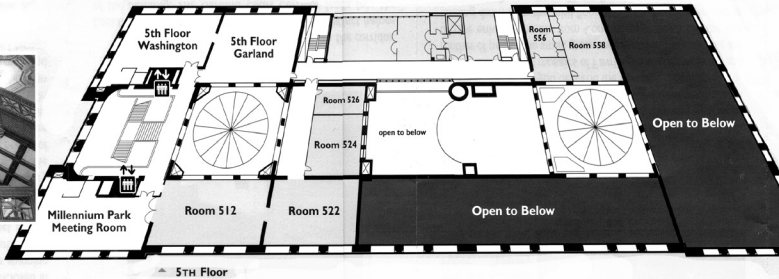 5th Floor
Washington
5th Floor
Garland
Room
556
Room 558
Room 526
Room 524
open to below
Open to Below
Millennium Park
Meeting Room
Room 512
Room 522
Open to Below
5TH Floor